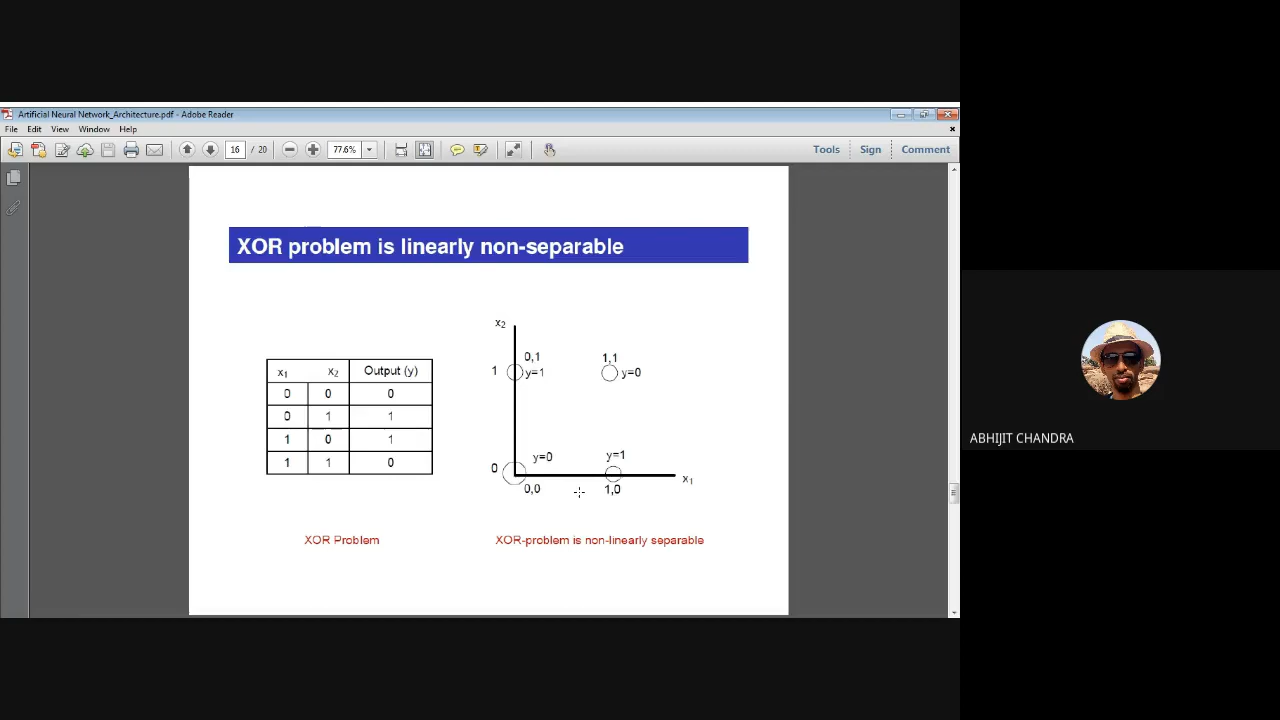 Artificial Neural Network_Architecture.pdf - Adobe Reader
File Edit View Window Help
16 / 20 77.6% Tools Sign Comment
XOR problem is linearly non-separable
x1 x2 Output (y)
0 0 0
0 1 1
1 0 1
1 1 0
XOR Problem
x2
0,1 1,1
1 y=1 y=0
y=0 y=1
0
x1
0,0 1,0
XOR-problem is non-linearly separable
ABHIJIT CHANDRA